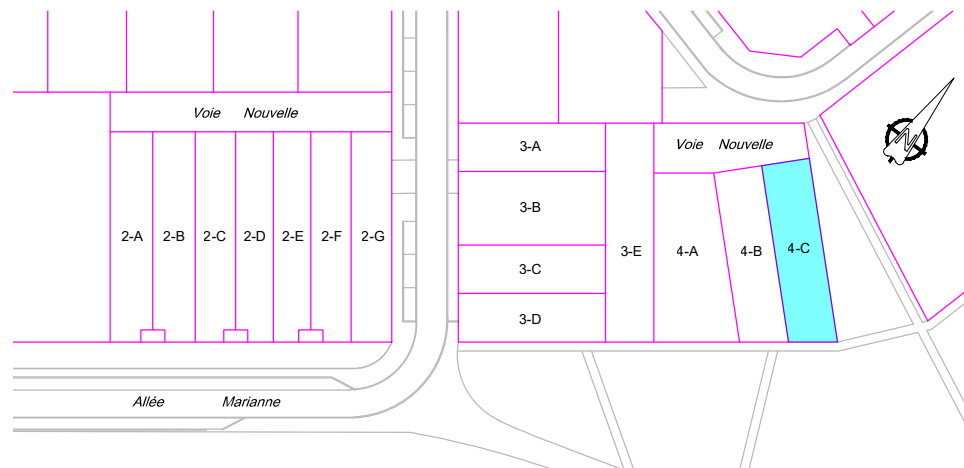 Voie Nouvelle
2-A 2-B 2-C 2-D 2-E 2-F 2-G
3-A
3-B
3-C
3-D
3-E
Voie Nouvelle
4-A 4-B 4-C
N
Allée Marianne